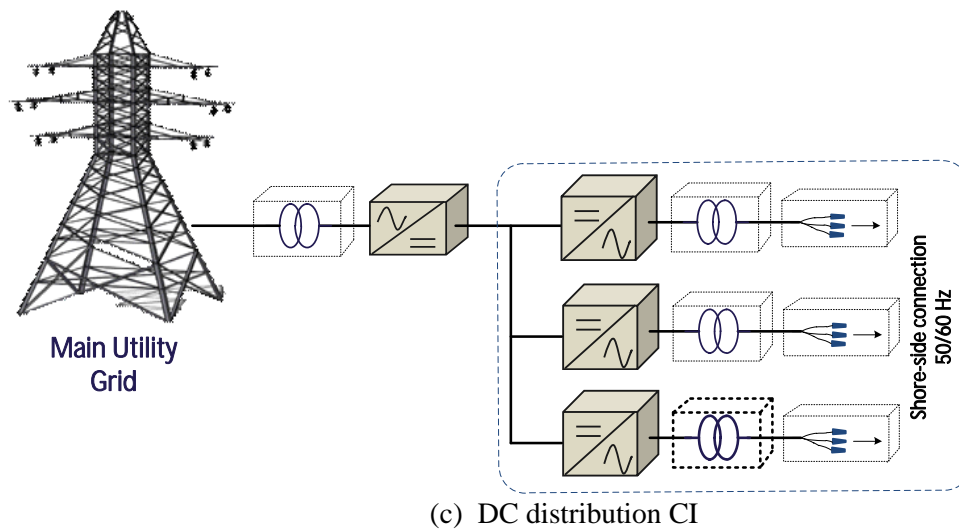 Main Utility
Grid
Shore-side connection
50/60 Hz
(c) DC distribution CI